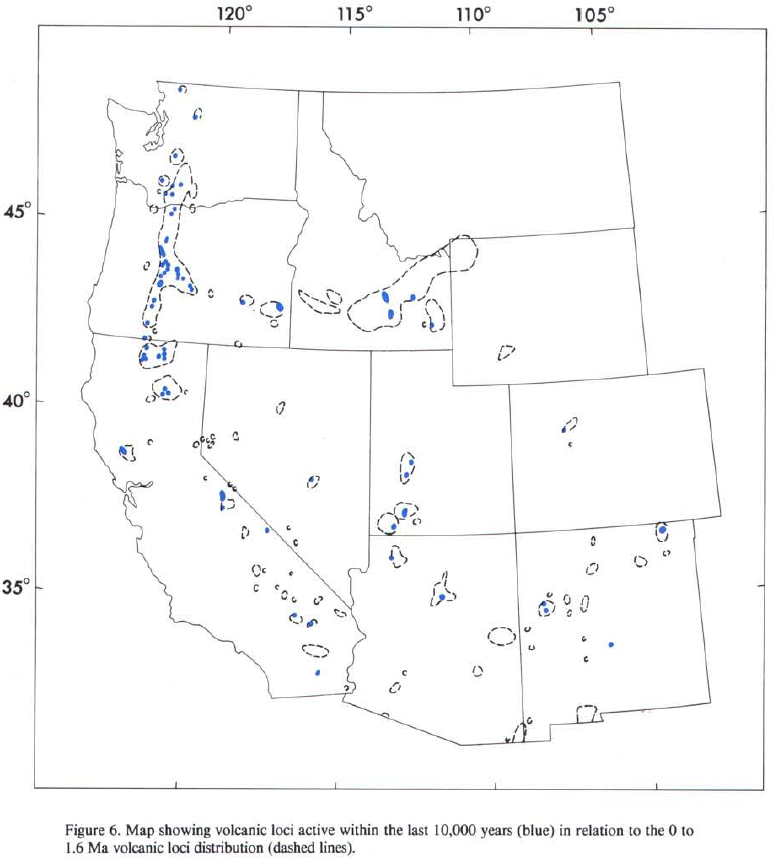 120° 115° 110° 105°
45°
40°
35°
Figure 6. Map showing volcanic loci active within the last 10,000 years (blue) in relation to the 0 to
1.6 Ma volcanic loci distribution (dashed lines).